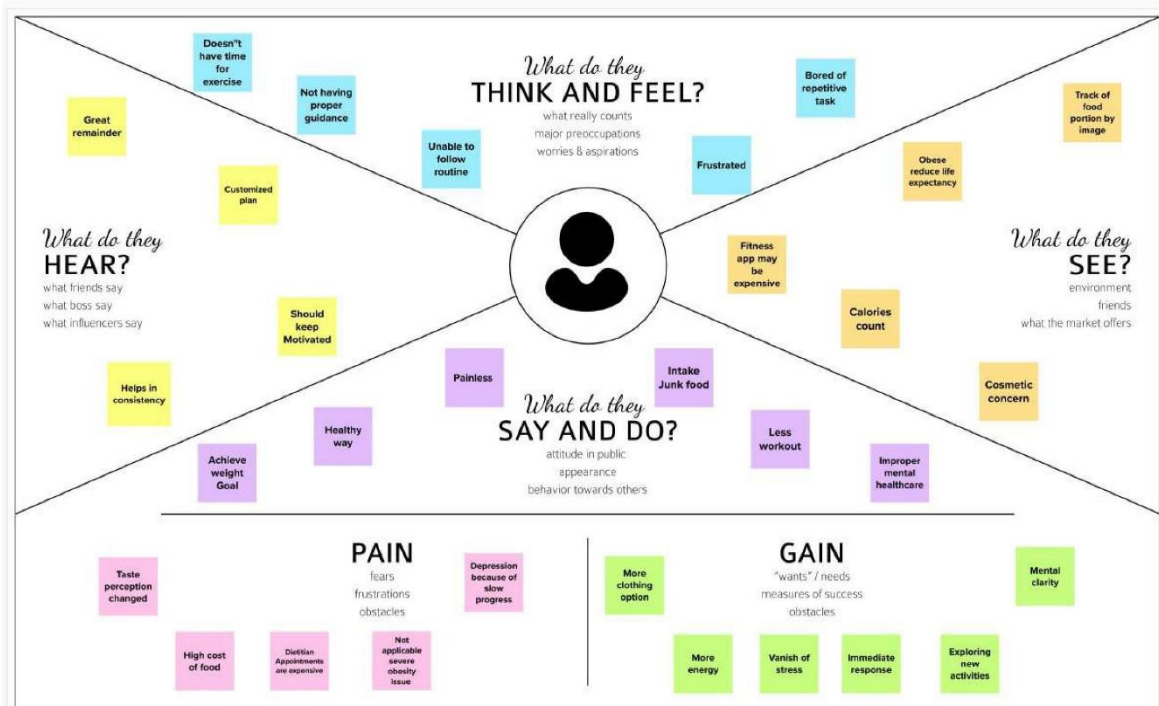 What do they
THINK AND FEEL?
what really counts
major preoccupations
worries & aspirations
Doesn"t
have time
for
exercise
Not having
proper
guidance
Unable to
follow
routine
Frustrated
Bored of
repetitive
task
What do they
HEAR?
what friends say
what boss say
what influencers say
Great
remainder
Customized
plan
Should
keep
Motivated
Helps in
consistency
What do they
SEE?
environment
friends
what the market offers
Track of
food
portion by
image
Obese
reduce life
expectancy
Fitness
app may
be
expensive
Calories
count
Cosmetic
concern
What do they
SAY AND DO?
attitude in public
appearance
behavior towards others
Painless
Healthy
way
Achieve
weight
Goal
Intake
Junk food
Less
workout
Improper
mental
healthcare
PAIN
fears
frustrations
obstacles
Taste
perception
changed
High cost
of food
Dietitian
Appointments
are expensive
Not
applicable
severe
obesity
issue
Depression
because of
slow
progress
GAIN
"wants" / needs
measures of success
obstacles
More
clothing
option
More
energy
Vanish of
stress
Immediate
response
Exploring
new
activities
Mental
clarity